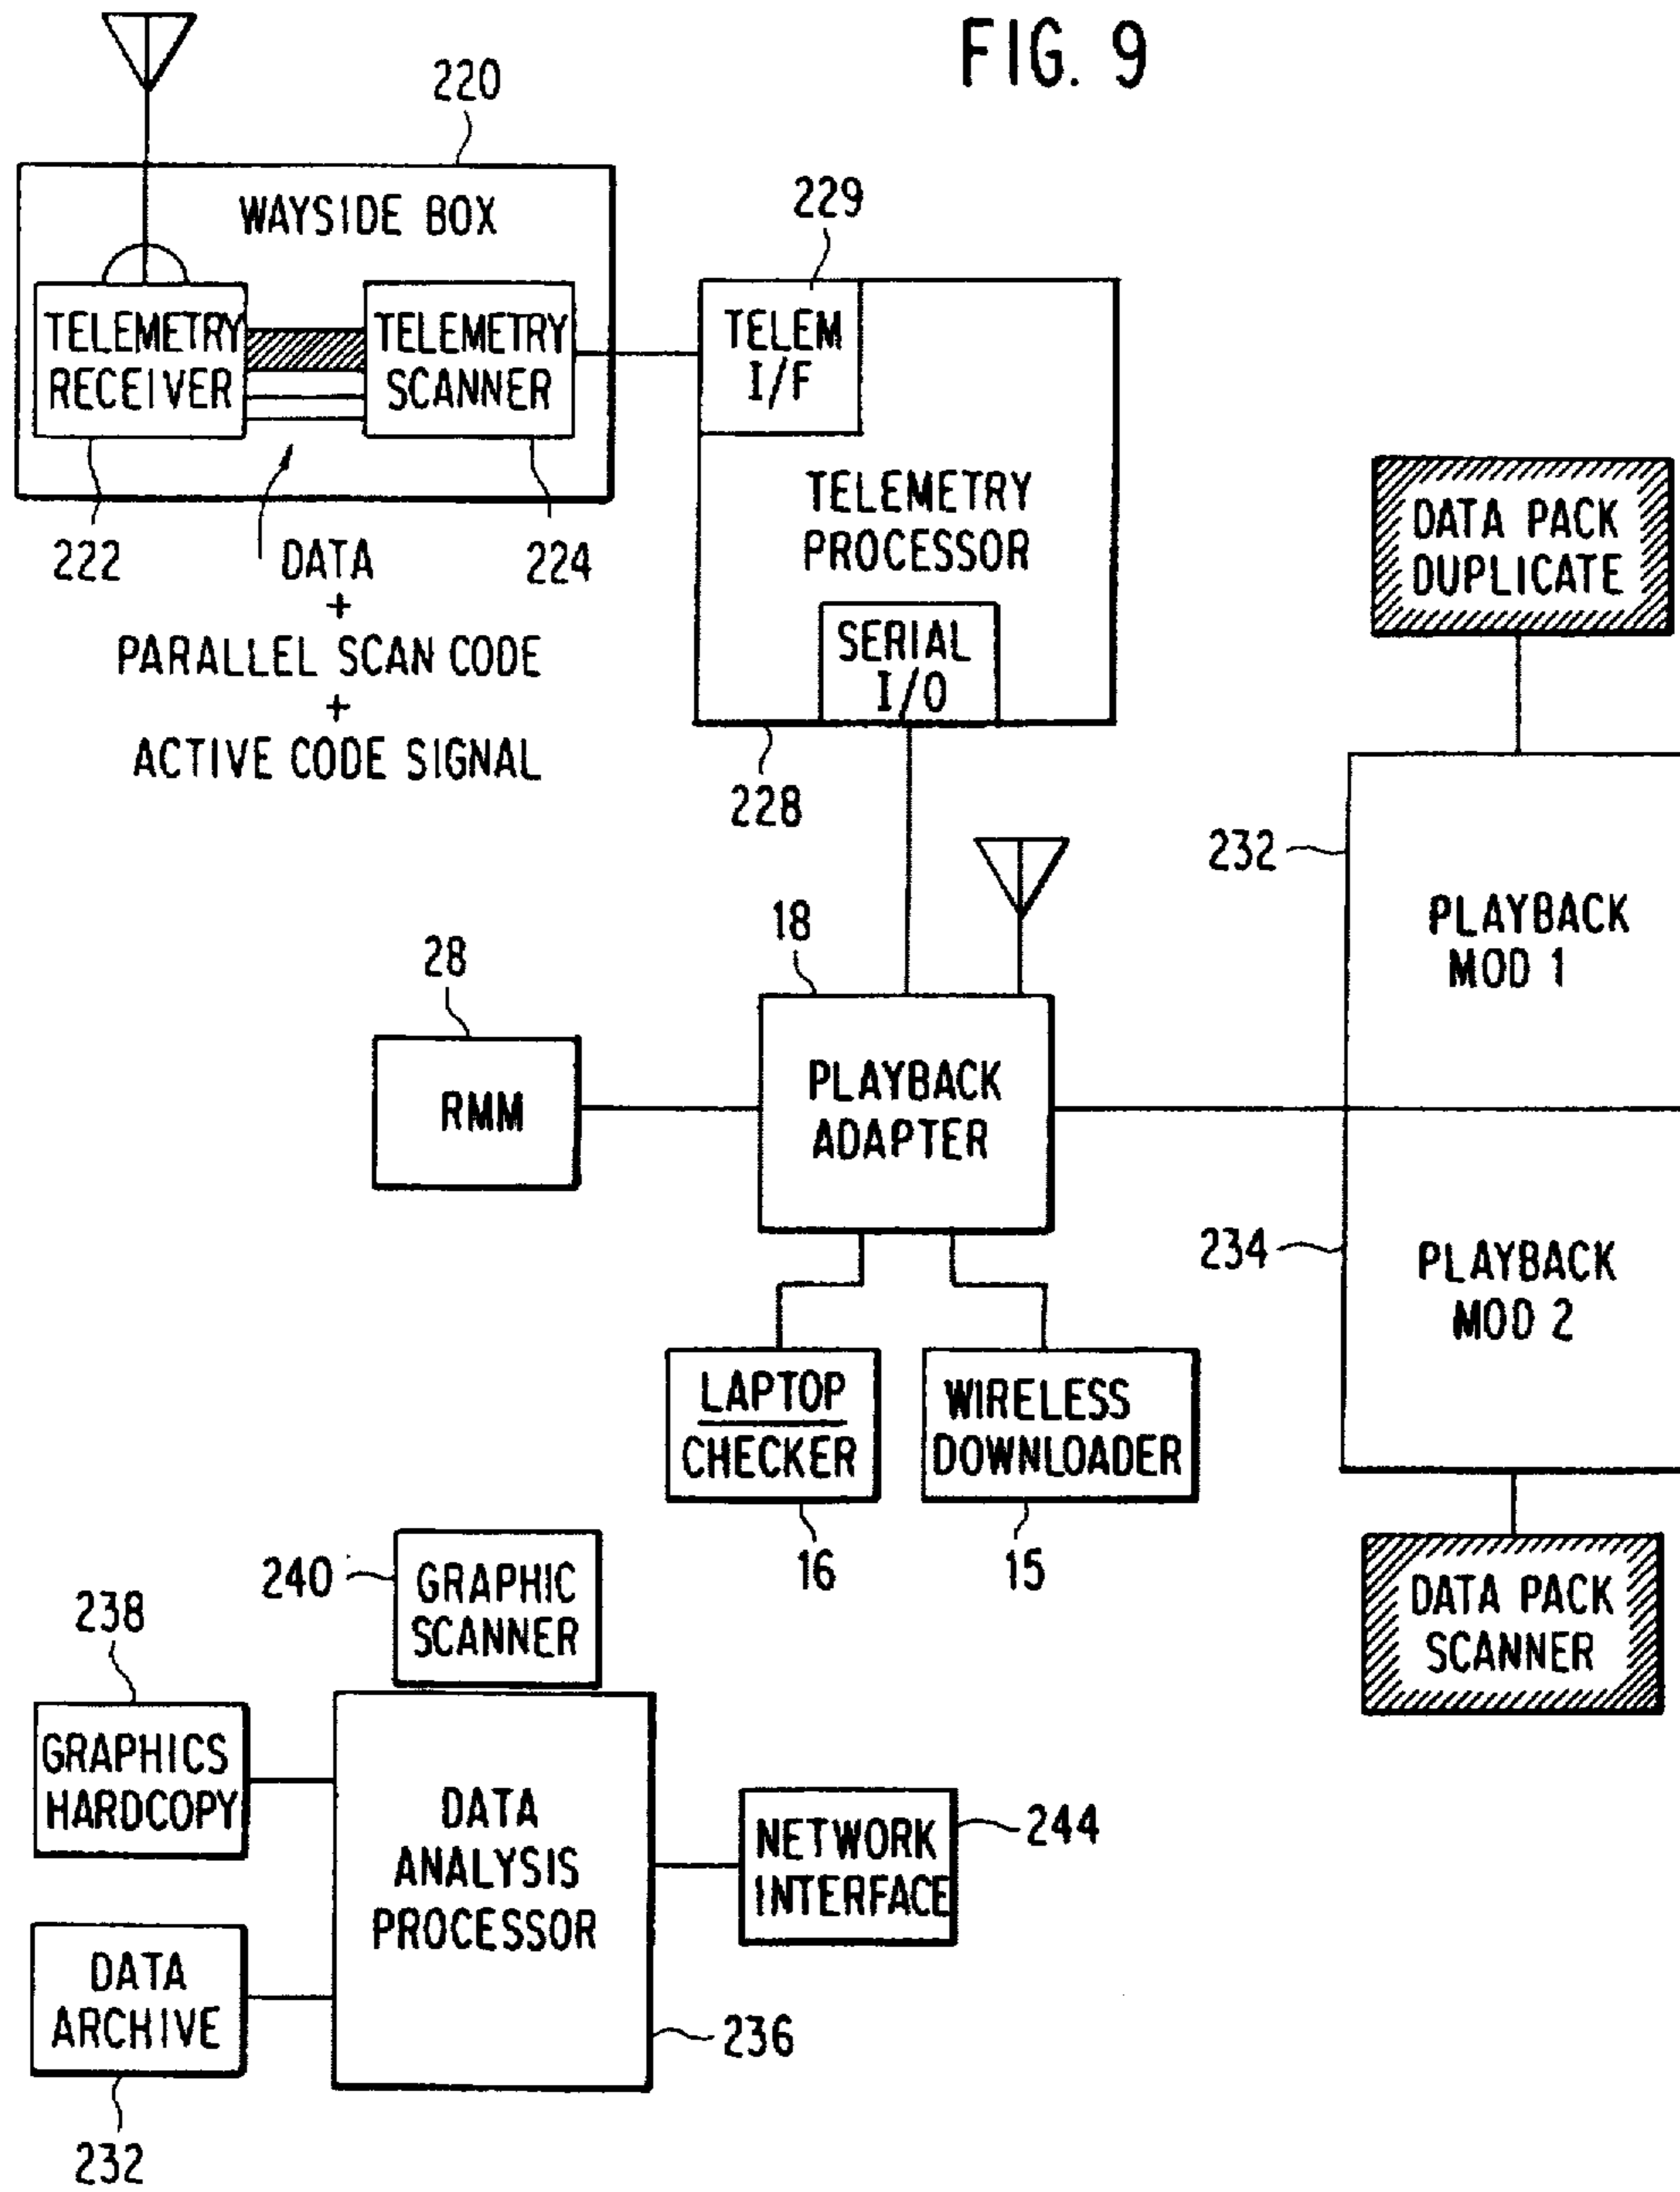 FIG. 9
220
WAYSIDE BOX
TELEMETRY
RECEIVER
TELEMETRY
SCANNER
222
224
DATA
+
PARALLEL SCAN CODE
+
ACTIVE CODE SIGNAL
229
TELEM
I/F
TELEMETRY
PROCESSOR
SERIAL
I/O
228
DATA PACK
DUPLICATE
232
PLAYBACK
MOD 1
18
28
RMM
PLAYBACK
ADAPTER
234
PLAYBACK
MOD 2
LAPTOP
CHECKER
WIRELESS
DOWNLOADER
16
15
DATA PACK
SCANNER
240
GRAPHIC
SCANNER
238
GRAPHICS
HARDCOPY
DATA
ANALYSIS
PROCESSOR
NETWORK
INTERFACE
244
DATA
ARCHIVE
236
232